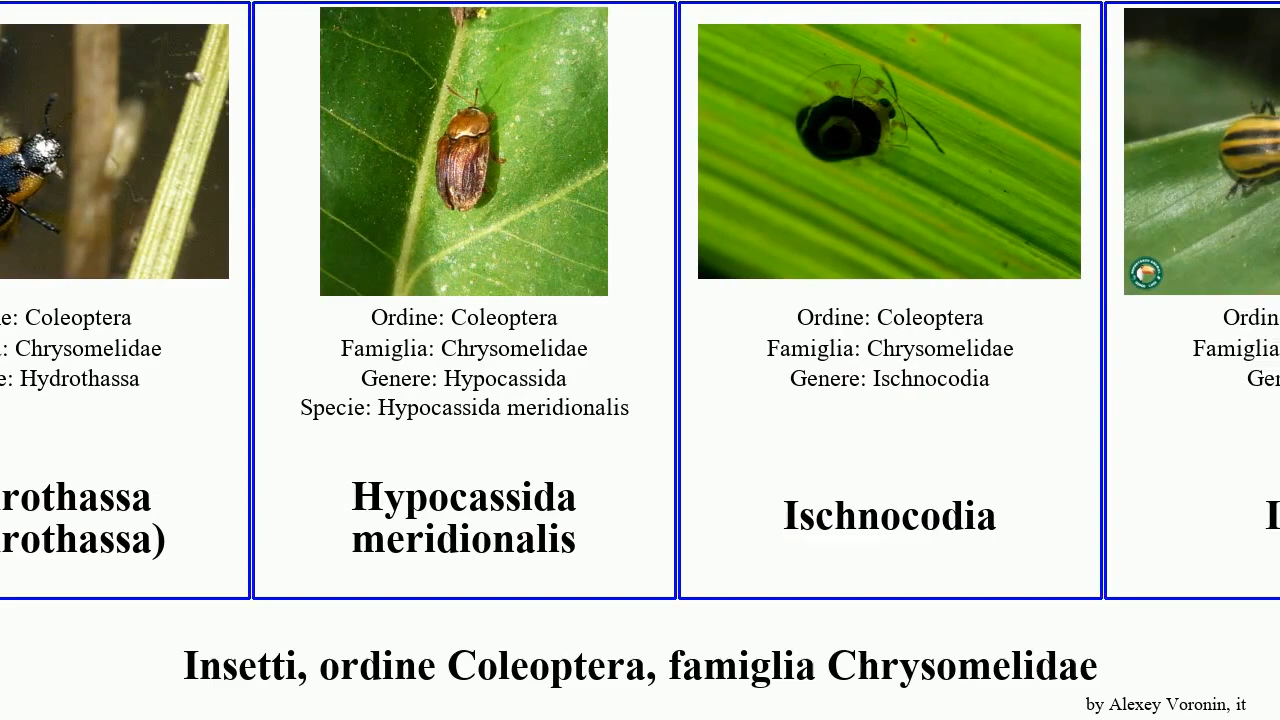 e: Coleoptera
: Chrysomelidae
e: Hydrothassa
rothassa
rothassa)
Ordine: Coleoptera
Famiglia: Chrysomelidae
Genere: Hypocassida
Specie: Hypocassida meridionalis
Hypocassida
meridionalis
Ordine: Coleoptera
Famiglia: Chrysomelidae
Genere: Ischnocodia
Ischnocodia
Ordin
Famiglia
Ger
Insetti, ordine Coleoptera, famiglia Chrysomelidae
by Alexey Voronin, it